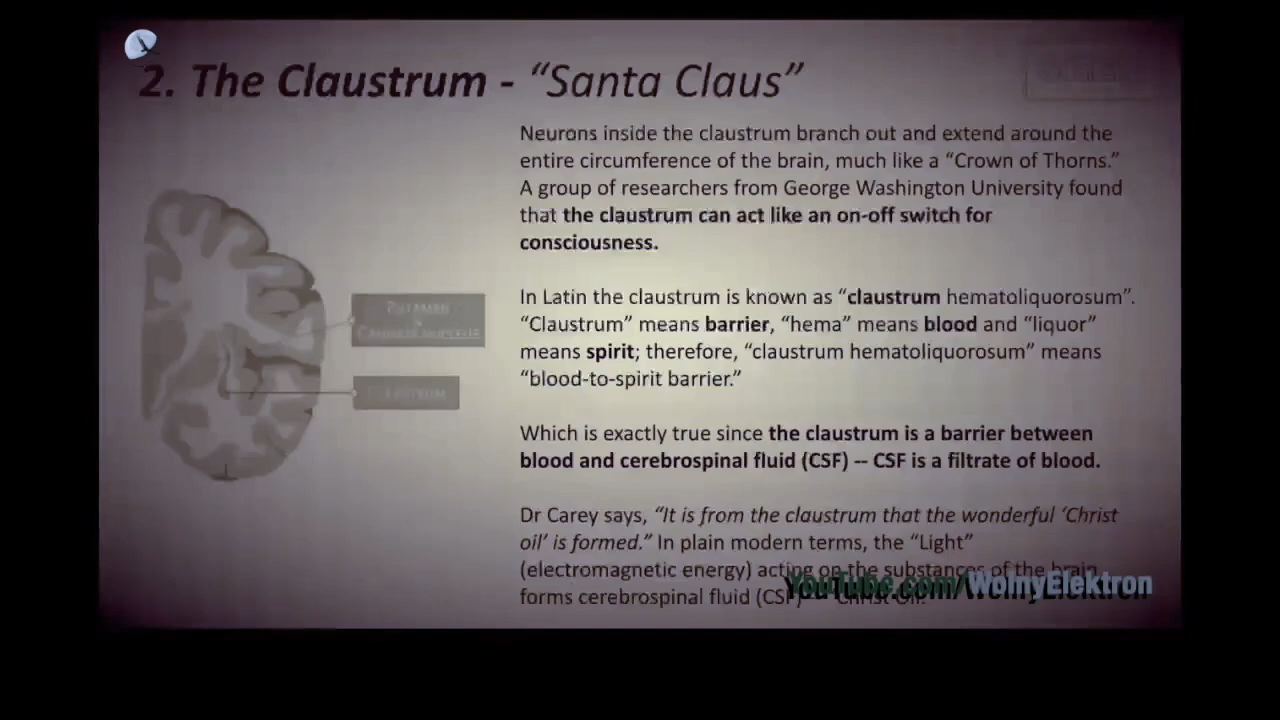 2. The Claustrum - “Santa Claus”
Neurons inside the claustrum branch out and extend around the
entire circumference of the brain, much like a “Crown of Thorns.”
A group of researchers from George Washington University found
that the claustrum can act like an on-off switch for
consciousness.
In Latin the claustrum is known as “claustrum hematoliquorosum”.
“Claustrum” means barrier, “hema” means blood and “liquor”
means spirit; therefore, “claustrum hematoliquorosum” means
“blood-to-spirit barrier.”
Which is exactly true since the claustrum is a barrier between
blood and cerebrospinal fluid (CSF) -- CSF is a filtrate of blood.
Dr Carey says, “It is from the claustrum that the wonderful ‘Christ
oil’ is formed.” In plain modern terms, the “Light”
(electromagnetic energy) acting on the substances of the brain
forms cerebrospinal fluid (CSF) “Christ Oil.”
Putamen
&
Caudate nucleus
Claustrum
YouTube.com/WolnyElektron